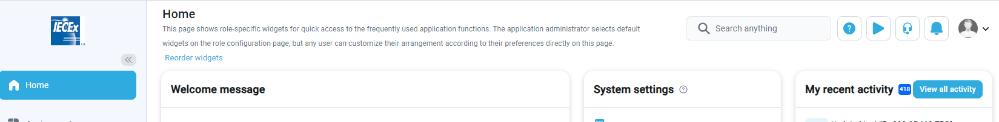 IECEx
TM
Home
This page shows role-specific widgets for quick access to the frequently used application functions. The application administrator selects default
widgets on the role configuration page, but any user can customize their arrangement according to their preferences directly on this page.
Reorder widgets
Search anything
?
Home
Welcome message
System settings ?
My recent activity 418 View all activity